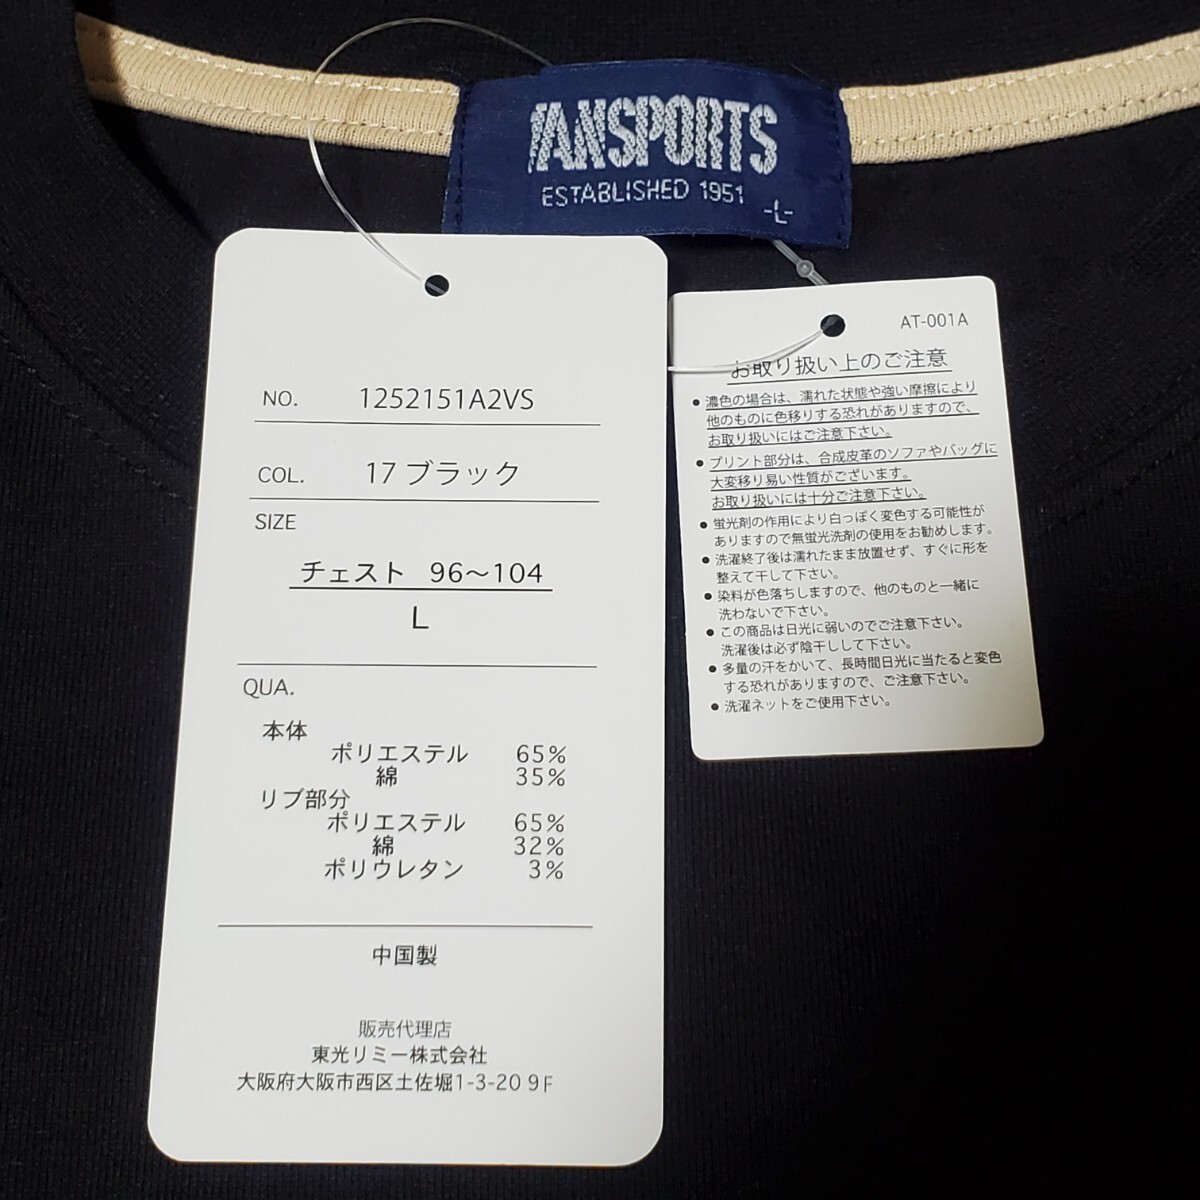 VANSPORTS
ESTABLISHED 1951
-L-
NO. 1252151A2VS
COL. 17 ブラック
SIZE
チェスト 96～104
L
QUA.
本体
ポリエステル 65%
綿 35%
リブ部分
ポリエステル 65%
綿 32%
ポリウレタン 3%
中国製
販売代理店
東光リミー株式会社
大阪府大阪市西区土佐堀1-3-20 9F
AT-001A
お取り扱い上のご注意
●濃色の場合は、濡れた状態や強い摩擦により
他のものに色移りする恐れがありますので、
お取り扱いにはご注意下さい。
●プリント部分は、合成皮革のソファやバッグに
大変移り易い性質がございます。
お取り扱いには十分ご注意下さい。
●蛍光剤の作用により白っぽく変色する可能性が
ありますので無蛍光洗剤の使用をお勧めします。
●洗濯終了後は濡れたまま放置せず、すぐに形を
整えて干して下さい。
●染料が色落ちしますので、他のものと一緒に
洗わないで下さい。
●この商品は日光に弱いのでご注意下さい。
洗濯後は必ず陰干しして下さい。
●多量の汗をかいて、長時間日光に当たると変色
する恐れがありますので、ご注意下さい。
●洗濯ネットをご使用下さい。